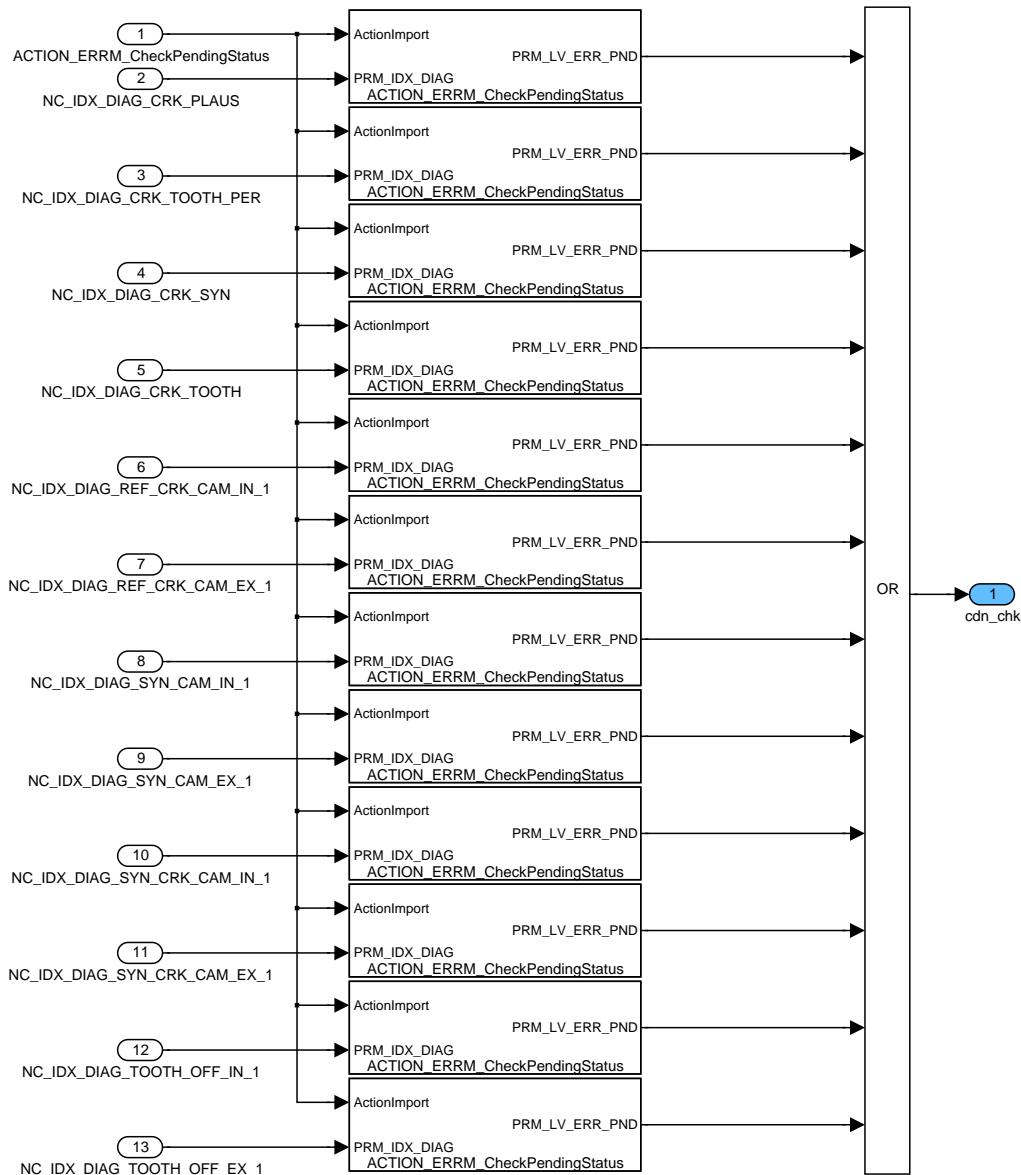 1
ActionImport
ACTION_ERRM_CheckPendingStatus
PRM_LV_ERR_PND
2
PRM_IDX_DIAG
NC_IDX_DIAG_CRK_PLAUS
ACTION_ERRM_CheckPendingStatus
ActionImport
PRM_LV_ERR_PND
3
PRM_IDX_DIAG
NC_IDX_DIAG_CRK_TOOTH_PER
ACTION_ERRM_CheckPendingStatus
ActionImport
PRM_LV_ERR_PND
4
PRM_IDX_DIAG
NC_IDX_DIAG_CRK_SYN
ACTION_ERRM_CheckPendingStatus
ActionImport
PRM_LV_ERR_PND
5
PRM_IDX_DIAG
NC_IDX_DIAG_CRK_TOOTH
ACTION_ERRM_CheckPendingStatus
ActionImport
PRM_LV_ERR_PND
6
PRM_IDX_DIAG
NC_IDX_DIAG_REF_CRK_CAM_IN_1
ACTION_ERRM_CheckPendingStatus
ActionImport
PRM_LV_ERR_PND
7
PRM_IDX_DIAG
NC_IDX_DIAG_REF_CRK_CAM_EX_1
ACTION_ERRM_CheckPendingStatus
OR
1
cdn_chk
ActionImport
PRM_LV_ERR_PND
8
PRM_IDX_DIAG
NC_IDX_DIAG_SYN_CAM_IN_1
ACTION_ERRM_CheckPendingStatus
ActionImport
PRM_LV_ERR_PND
9
PRM_IDX_DIAG
NC_IDX_DIAG_SYN_CAM_EX_1
ACTION_ERRM_CheckPendingStatus
ActionImport
PRM_LV_ERR_PND
10
PRM_IDX_DIAG
NC_IDX_DIAG_SYN_CRK_CAM_IN_1
ACTION_ERRM_CheckPendingStatus
ActionImport
PRM_LV_ERR_PND
11
PRM_IDX_DIAG
NC_IDX_DIAG_SYN_CRK_CAM_EX_1
ACTION_ERRM_CheckPendingStatus
ActionImport
PRM_LV_ERR_PND
12
PRM_IDX_DIAG
NC_IDX_DIAG_TOOTH_OFF_IN_1
ACTION_ERRM_CheckPendingStatus
ActionImport
PRM_LV_ERR_PND
13
PRM_IDX_DIAG
NC_IDX_DIAG_TOOTH_OFF_EX_1
ACTION_ERRM_CheckPendingStatus